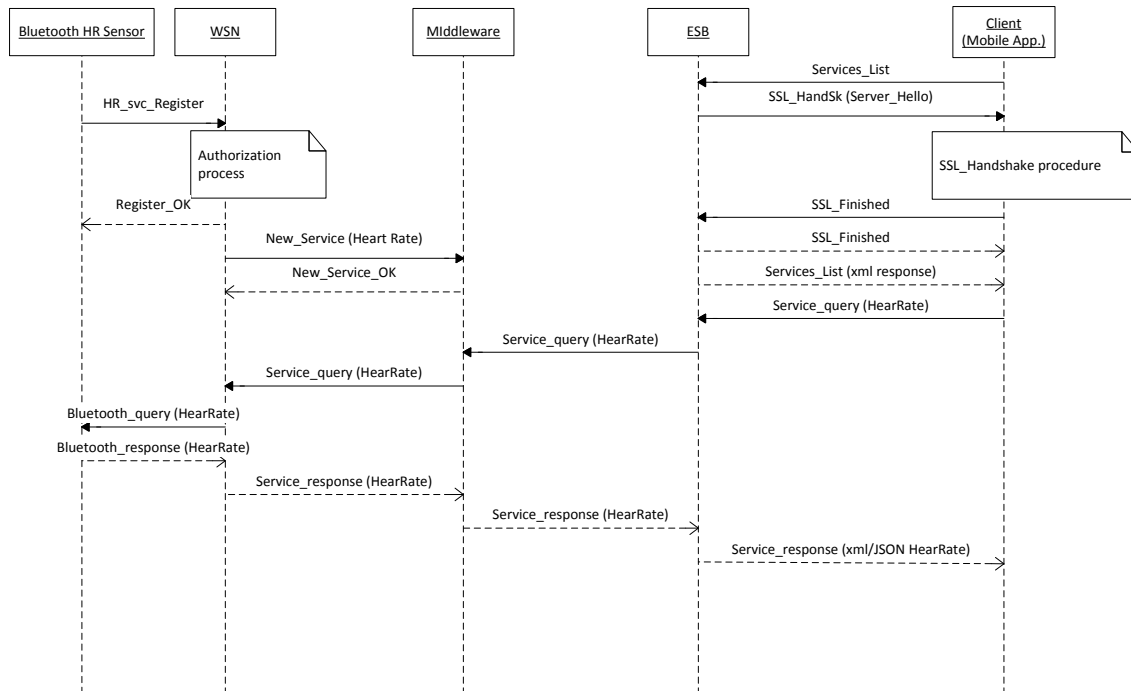 Bluetooth HR Sensor
WSN
MIddleware
ESB
Client
(Mobile App.)
Services_List
HR_svc_Register
SSL_HandSk (Server_Hello)
Authorization
process
SSL_Handshake procedure
Register_OK
SSL_Finished
New_Service (Heart Rate)
SSL_Finished
New_Service_OK
Services_List (xml response)
Service_query (HearRate)
Service_query (HearRate)
Service_query (HearRate)
Bluetooth_query (HearRate)
Bluetooth_response (HearRate)
Service_response (HearRate)
Service_response (HearRate)
Service_response (xml/JSON HearRate)